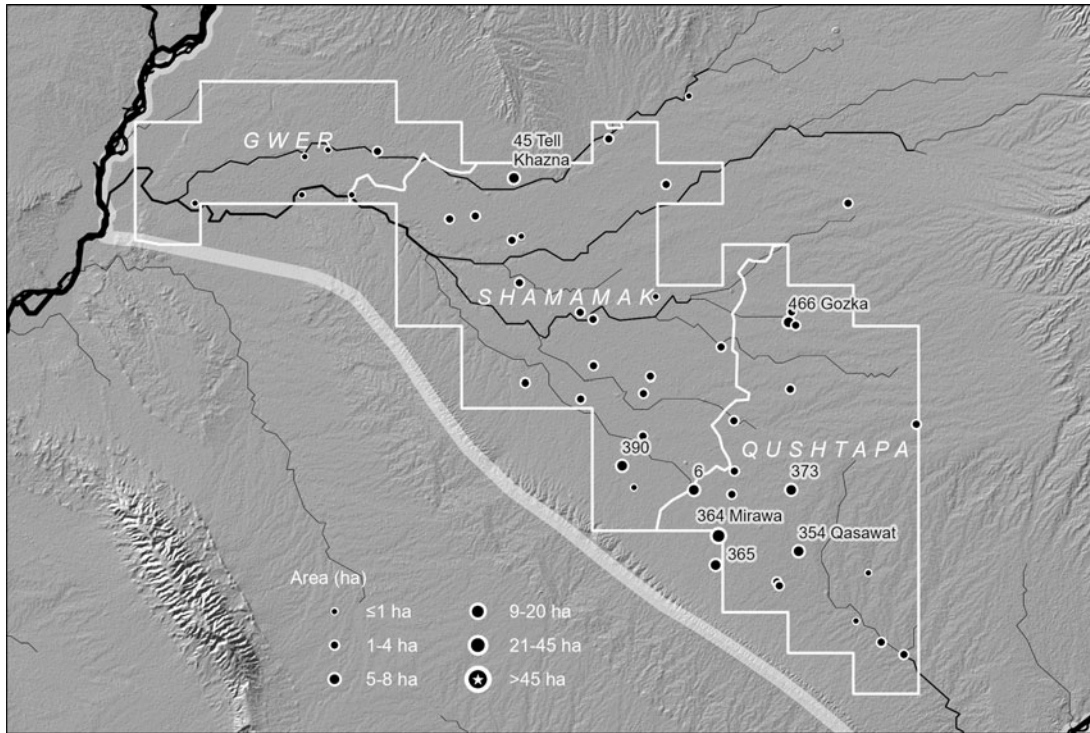 GWER
45 Tell
Khazna
SHAMAMAK
466 Gozka
QUSHTAPA
390
6
373
364 Mirawa
354 Qasawat
365
Area (ha)
≤1 ha
1-4 ha
5-8 ha
9-20 ha
21-45 ha
>45 ha